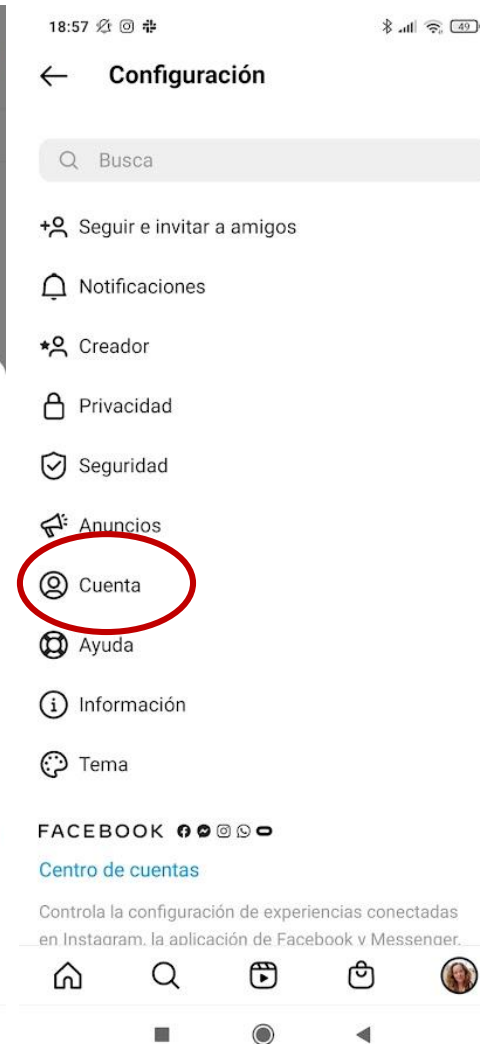 18:57 49
Configuración
Busca
Seguir e invitar a amigos
Notificaciones
Creador
Privacidad
Seguridad
Anuncios
Cuenta
Ayuda
Información
Tema
FACEBOOK
Centro de cuentas
Controla la configuración de experiencias conectadas
en Instagram, la aplicación de Facebook y Messenger,